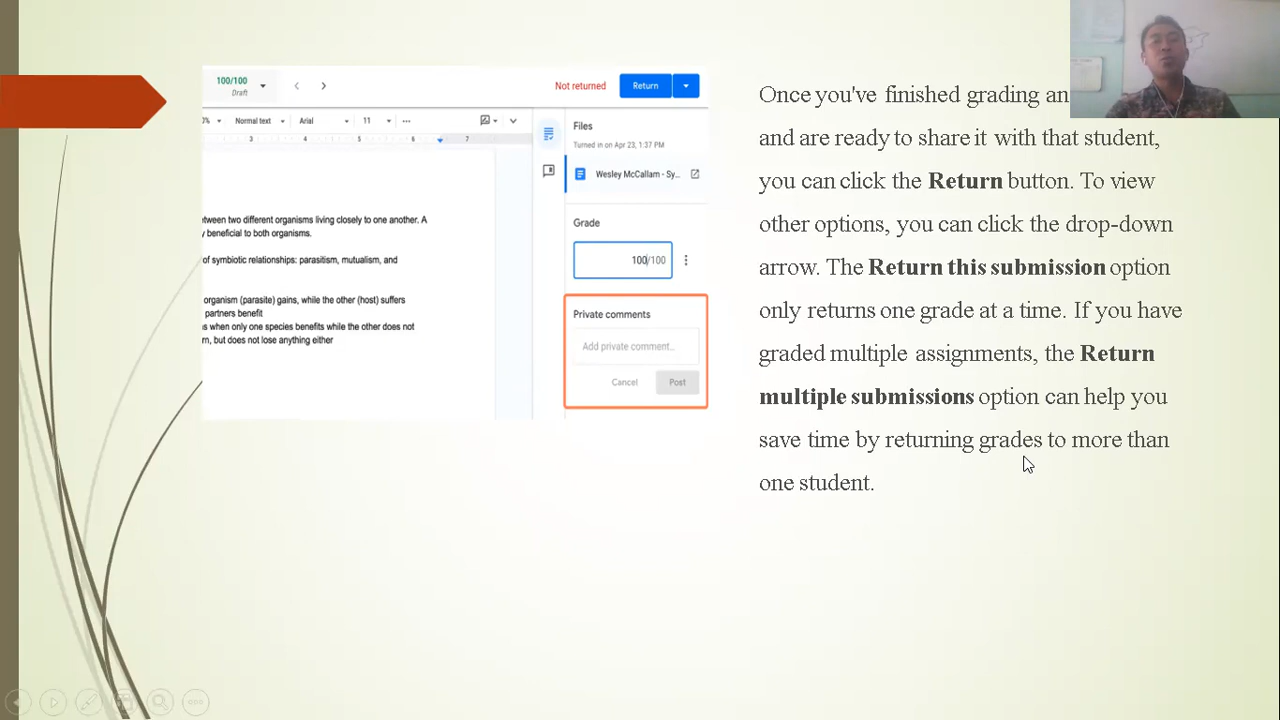 100/100
Draft
Not returned
Return
Normal text
Arial
11
3
4
5
6
7
Files
Turned in on Apr 23, 1:37 PM
Wesley McCallam - Sy...
Grade
100/100
Private comments
Add private comment...
Cancel
Post
between two different organisms living closely to one another. A
y beneficial to both organisms.
of symbiotic relationships: parasitism, mutualism, and
organism (parasite) gains, while the other (host) suffers
partners benefit
s when only one species benefits while the other does not
rn, but does not lose anything either
Once you've finished grading an
and are ready to share it with that student,
you can click the Return button. To view
other options, you can click the drop-down
arrow. The Return this submission option
only returns one grade at a time. If you have
graded multiple assignments, the Return
multiple submissions option can help you
save time by returning grades to more than
one student.